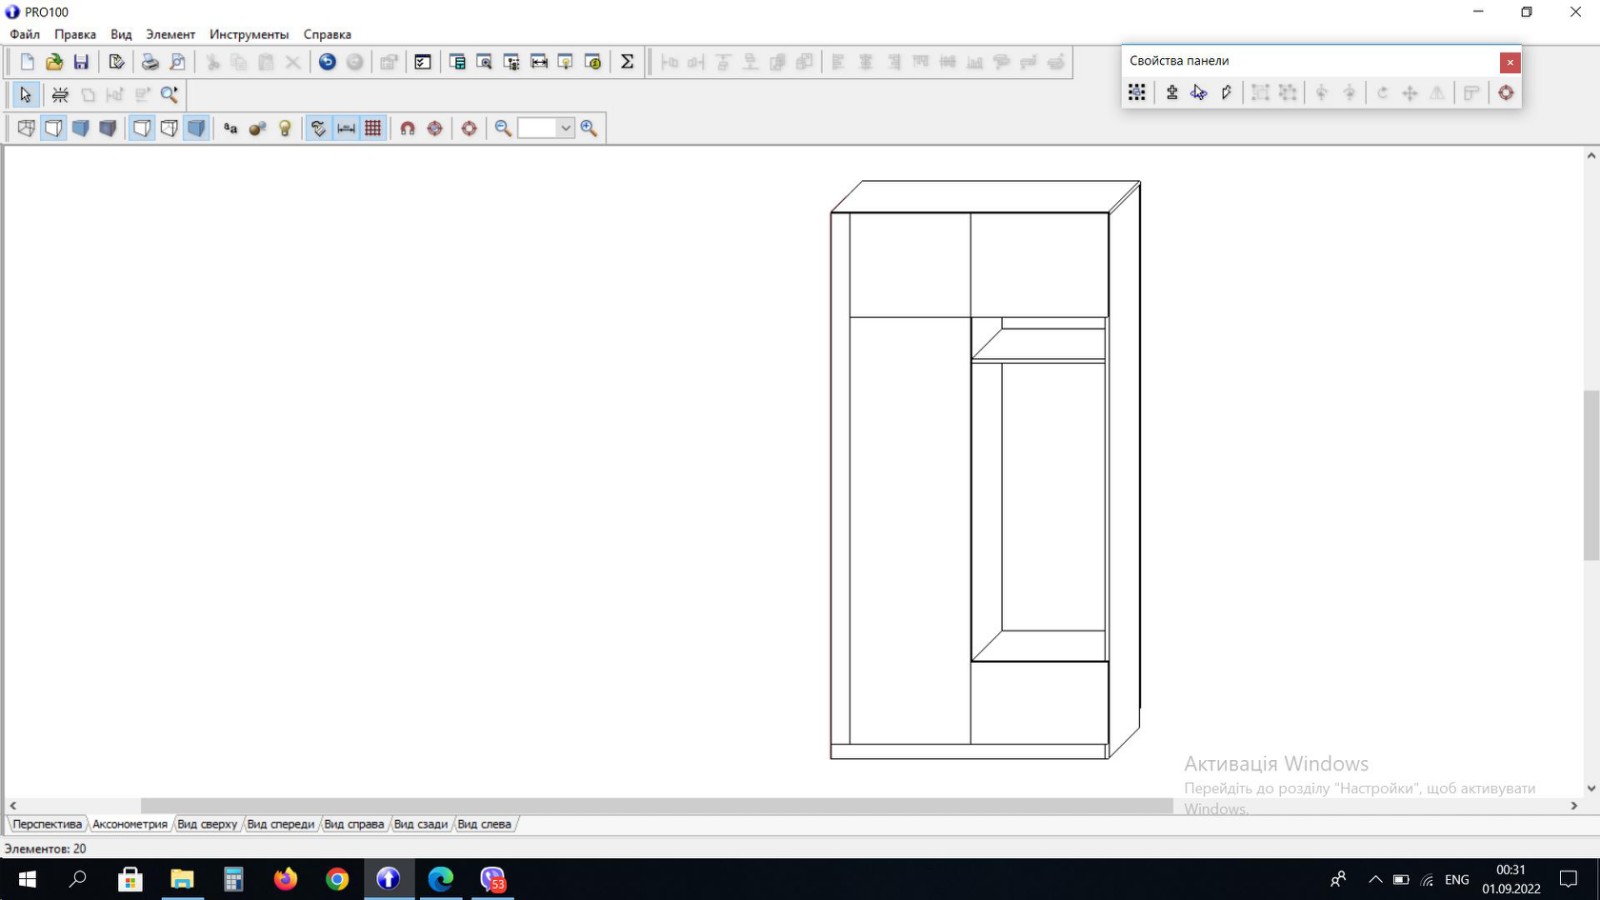 PRO100
Файл Правка Вид Элемент Инструменты Справка
Свойства панели
Активація Windows
Перейдіть до розділу "Настройки", щоб активувати
Windows.
Перспектива Аксонометрия Вид сверху Вид спереди Вид справа Вид сзади Вид слева
Элементов: 20
53
ENG
00:31
01.09.2022